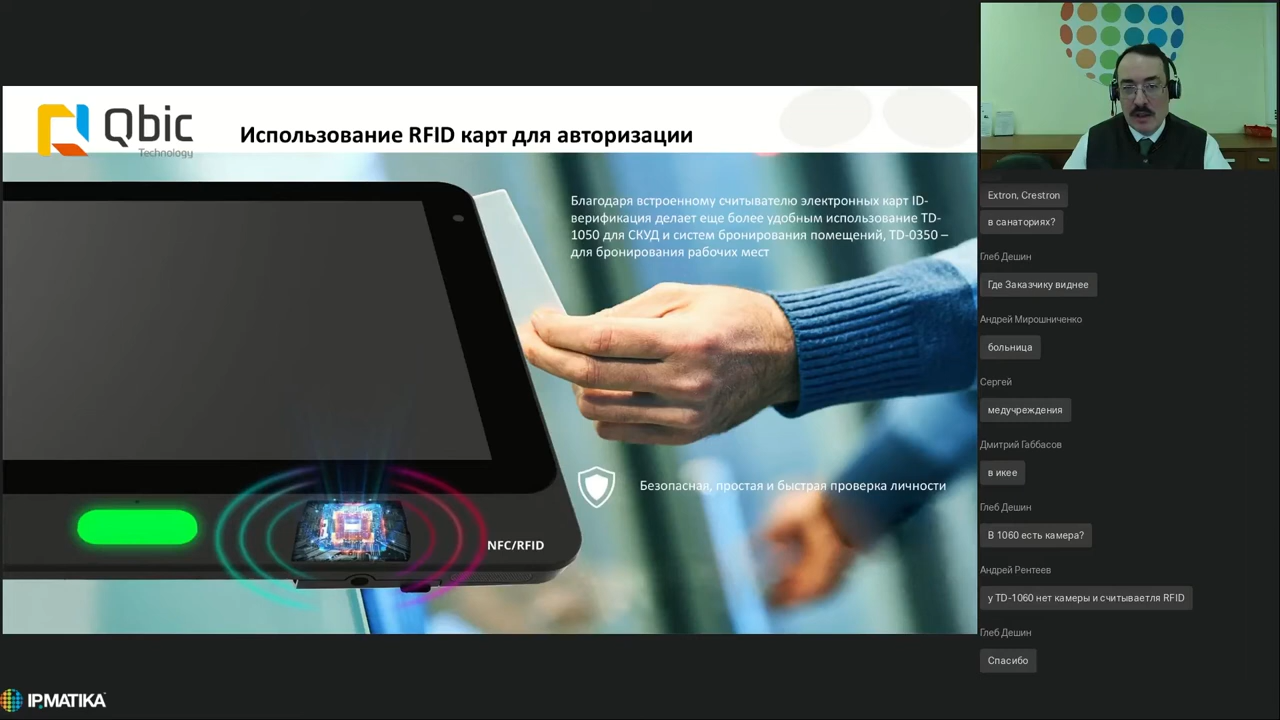 Qbic
Technology
Использование RFID карт для авторизации
Благодаря встроенному считывателю электронных карт ID-
верификация делает еще более удобным использование TD-
1050 для СКУД и систем бронирования помещений, TD-0350 –
для бронирования рабочих мест
Безопасная, простая и быстрая проверка личности
NFC/RFID
IPMATIKA
Extron, Crestron
в санаториях?
Глеб Дешин
Где Заказчику виднее
Андрей Мирошниченко
больница
Сергей
медучреждения
Дмитрий Габбасов
в икее
Глеб Дешин
В 1060 есть камера?
Андрей Рентеев
у TD-1060 нет камеры и считываетля RFID
Глеб Дешин
Спасибо